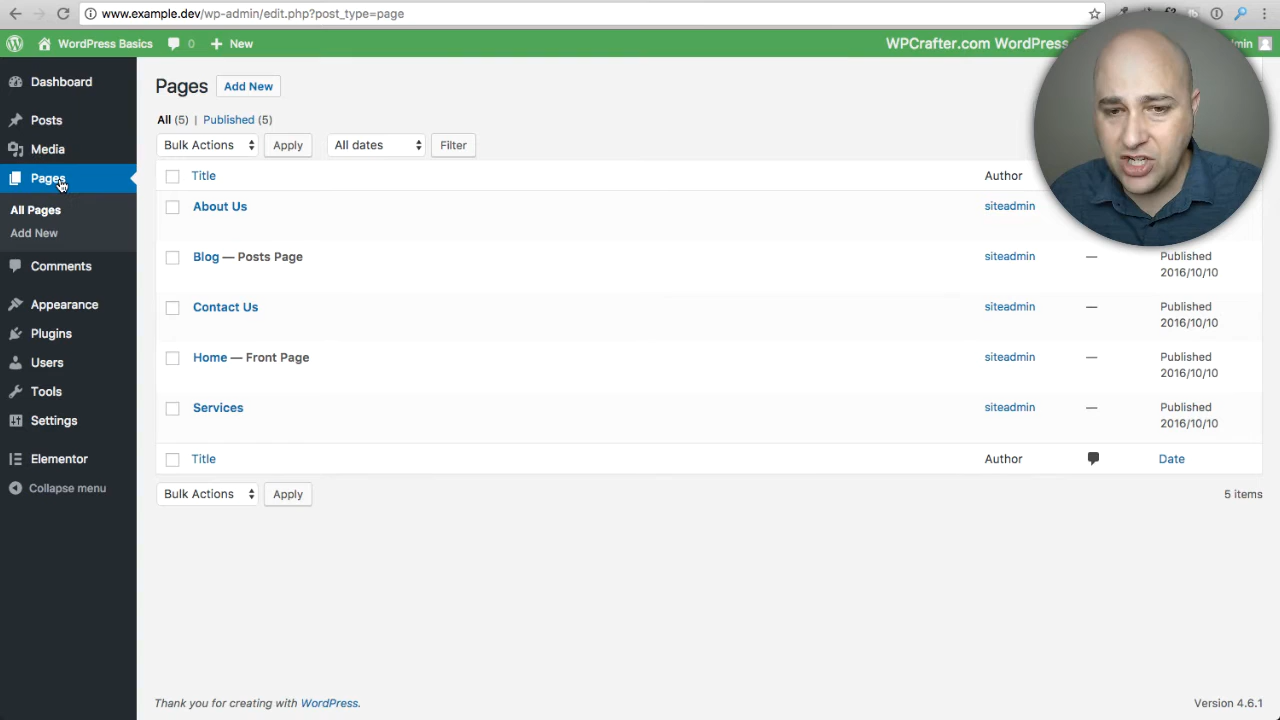 www.example.dev/wp-admin/edit.php?post_type=page
WordPress Basics 0 New WPCrafter.com WordPress
Dashboard
Posts
Media
Pages
All Pages
Add New
Comments
Appearance
Plugins
Users
Tools
Settings
Elementor
Collapse menu
Pages Add New
All (5) | Published (5)
Bulk Actions Apply All dates Filter
Title Author
About Us siteadmin
Blog — Posts Page siteadmin — Published
2016/10/10
Contact Us siteadmin — Published
2016/10/10
Home — Front Page siteadmin — Published
2016/10/10
Services siteadmin — Published
2016/10/10
Title Author Date
Bulk Actions Apply 5 items
Thank you for creating with WordPress. Version 4.6.1